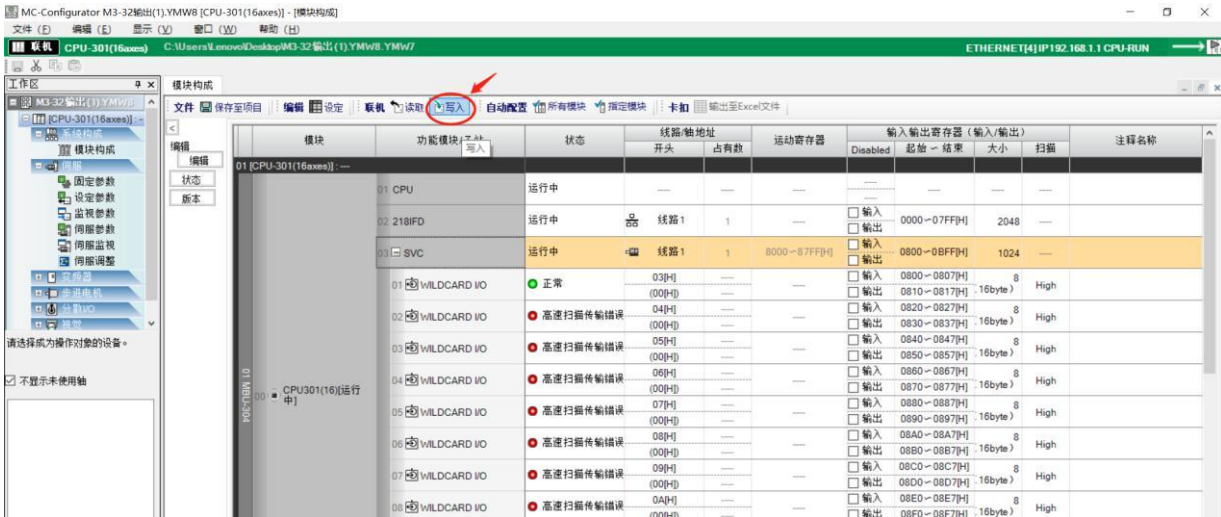 MC-Configurator M3-32输出(1).YMW8 [CPU-301(16axes)] - [模块构成]
文件 (F) 编辑 (E) 显示 (V) 窗口 (W) 帮助 (H)
联机 CPU-301(16axes) C:\Users\Lenovo\Desktop\M3-32输出(1).YMW8.YMW7 ETHERNET[4] IP192.168.1.1 CPU-RUN
工作区 模块构成
M3-32输出(1).YMW8
文件 保存至项目 编辑 设定 联机 读取 写入 自动配置 所有模块 指定模块 卡扣 输出至Excel文件
[CPU-301(16axes)] : -
系统构成
模块构成
伺服
固定参数
设定参数
监视参数
伺服参数
伺服监视
伺服调整
变频器
步进电机
分割I/O
视觉
请选择成为操作对象的设备。
不显示未使用轴
编辑
编辑
状态
版本
模块 状态 线路/轴地址 运动寄存器 输入输出寄存器(输入/输出) 注释名称
写入 开头 占有数 Disabled 起始 ~ 结束 大小 扫描
01 [CPU-301(16axes)] : ---
01 MBU-304
00 CPU301(16)[运行中]
01 CPU 运行中 ---- ---- ---- ---- ---- ---- ----
02 218IFD 运行中 线路1 1 ---- 输入 输出 0000~07FF[H] 2048 ----
03 SVC 运行中 线路1 1 8000~87FF[H] 输入 输出 0800~0BFF[H] 1024 ----
01 WILDCARD I/O 正常 03[H] ---- ---- 输入 0800~0807[H] 8 High
(00[H]) 输出 0810~0817[H] 16byte)
02 WILDCARD I/O 高速扫描传输错误 04[H] ---- ---- 输入 0820~0827[H] 8 High
(00[H]) 输出 0830~0837[H] 16byte)
03 WILDCARD I/O 高速扫描传输错误 05[H] ---- ---- 输入 0840~0847[H] 8 High
(00[H]) 输出 0850~0857[H] 16byte)
04 WILDCARD I/O 高速扫描传输错误 06[H] ---- ---- 输入 0860~0867[H] 8 High
(00[H]) 输出 0870~0877[H] 16byte)
05 WILDCARD I/O 高速扫描传输错误 07[H] ---- ---- 输入 0880~0887[H] 8 High
(00[H]) 输出 0890~0897[H] 16byte)
06 WILDCARD I/O 高速扫描传输错误 08[H] ---- ---- 输入 08A0~08A7[H] 8 High
(00[H]) 输出 08B0~08B7[H] 16byte)
07 WILDCARD I/O 高速扫描传输错误 09[H] ---- ---- 输入 08C0~08C7[H] 8 High
(00[H]) 输出 08D0~08D7[H] 16byte)
08 WILDCARD I/O 高速扫描传输错误 0A[H] ---- ---- 输入 08E0~08E7[H] 8 High
(00[H]) 输出 08F0~08F7[H] 16byte)